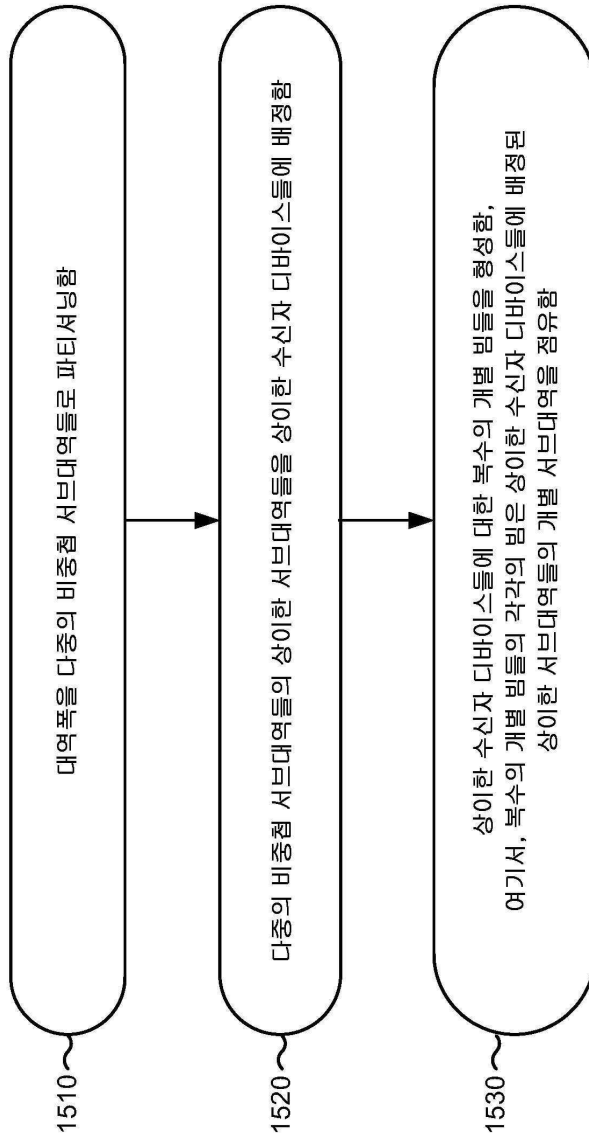 1510
대역폭을 다중의 비중첩 서브대역들로 파티셔닝함
1520
다중의 비중첩 서브대역들의 상이한 서브대역들을 상이한 수신자 디바이스들에 배정함
1530
상이한 수신자 디바이스들에 대한 복수의 개별 빔들을 형성함,
여기서, 복수의 개별 빔들의 각각의 빔은 상이한 수신자 디바이스들에 배정된
상이한 서브대역들의 개별 서브대역을 점유함